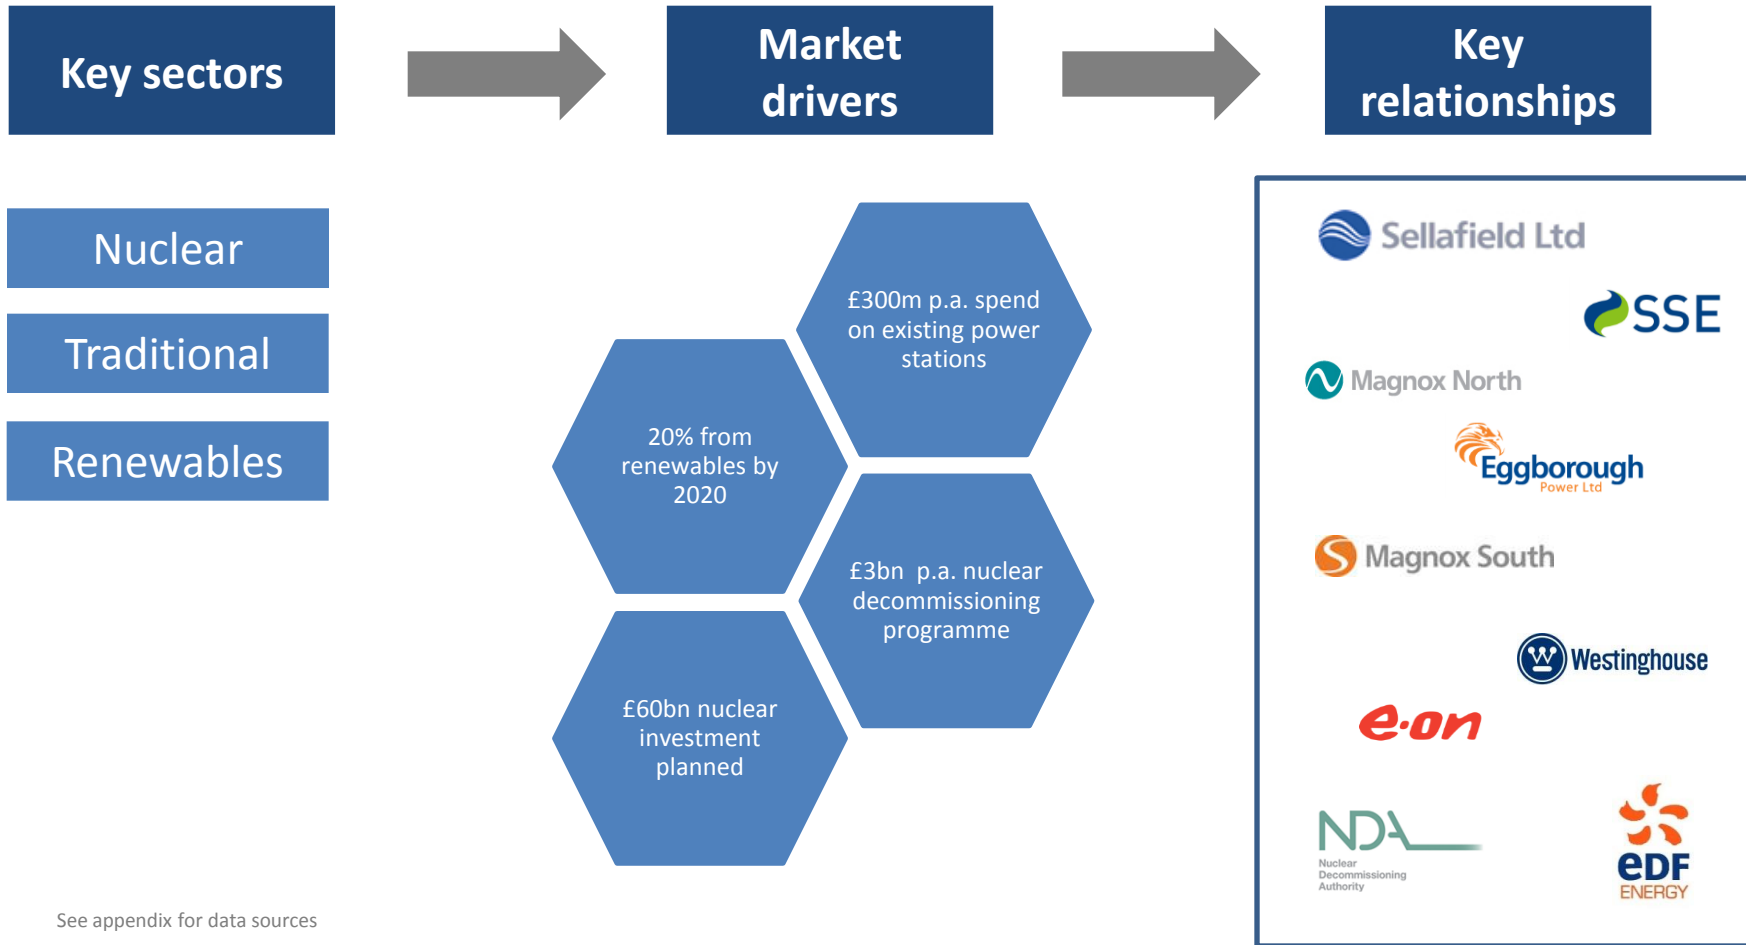 Key sectors
Market
drivers
Key
relationships
Nuclear
Traditional
Renewables
£300m p.a. spend
on existing power
stations
20% from
renewables by
2020
£3bn p.a. nuclear
decommissioning
programme
£60bn nuclear
investment
planned
Sellafield Ltd
SSE
Magnox North
Eggborough
Power Ltd
Magnox South
W Westinghouse
e·on
NDA
Nuclear
Decommissioning
Authority
eDF
ENERGY
See appendix for data sources